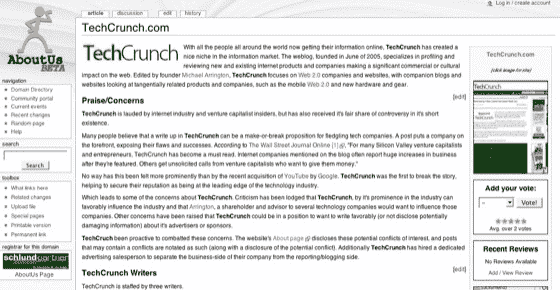 Log in / create account
article discussion edit history
TechCrunch.com
TechCrunch
With all the people all around the world now getting their information online, TechCrunch has created a
nice niche in the information market. The weblog, founded in June of 2005, specializes in profiling and
reviewing new and existing internet products and companies making a significant commercial or cultural
impact on the web. Edited by founder Michael Arrington, TechCrunch focuses on Web 2.0 companies and websites, with companion blogs and
websites looking at tangentially related products and companies, such as the mobile Web 2.0 and new hardware and gear.
Praise/Concerns [edit]
TechCrunch is lauded by internet industry and venture capitalist insiders, but has also received its fair share of controversy in it's short
existence.
Many people believe that a write up in TechCrunch can be a make-or-break proposition for fledgling tech companies. A post puts a company on
the forefront, exposing their flaws and successes. According to The Wall Street Journal Online [1], "For many Silicon Valley venture capitalists
and entrepreneurs, TechCrunch has become a must read. Internet companies mentioned on the blog often report huge increases in business
after they're featured. Others get unsolicited calls from venture capitalists who want to give them money."
No way has this been felt more prominently than by the recent acquisition of YouTube by Google. TechCrunch was the first to break the story,
helping to secure their reputation as being at the leading edge of the technology industry.
Which leads to some of the concerns about TechCrunch. Criticism has been lodged that TechCrunch, by it's prominence in the industry can
favorably influence the industry and that Arrington, a shareholder and advisor to several technology companies would want to influence those
companies. Other concerns have been raised that TechCrunch could be in a position to want to write favorably (or not disclose potentially
damaging information) about it's advertisers or sponsors.
TechCruch been proactive to combatted these concerns. The website's About page discloses these potential conflicts of interest, and posts
that may contain a conflicts are notated as such (along with a disclosure of the potential conflict). Additionally TechCrunch has hired a dedicated
advertising salesperson to separate the business-side of their company from the reporting/blogging side.
TechCrunch Writers [edit]
TechCrunch is staffed by three writers.
AboutUs
BETA
navigation
Domain Directory
Community portal
Current events
Recent changes
Random page
Help
search
Search
toolbox
What links here
Related changes
Upload file
Special pages
Printable version
Permanent link
registrar for this domain
schlund+partner
AboutUs Page
TechCrunch.com
(click image for site)
TechCrunch
Add your vote:
Vote!
Avg. over 2 votes
Recent Reviews
No Reviews Available
Add / View Review